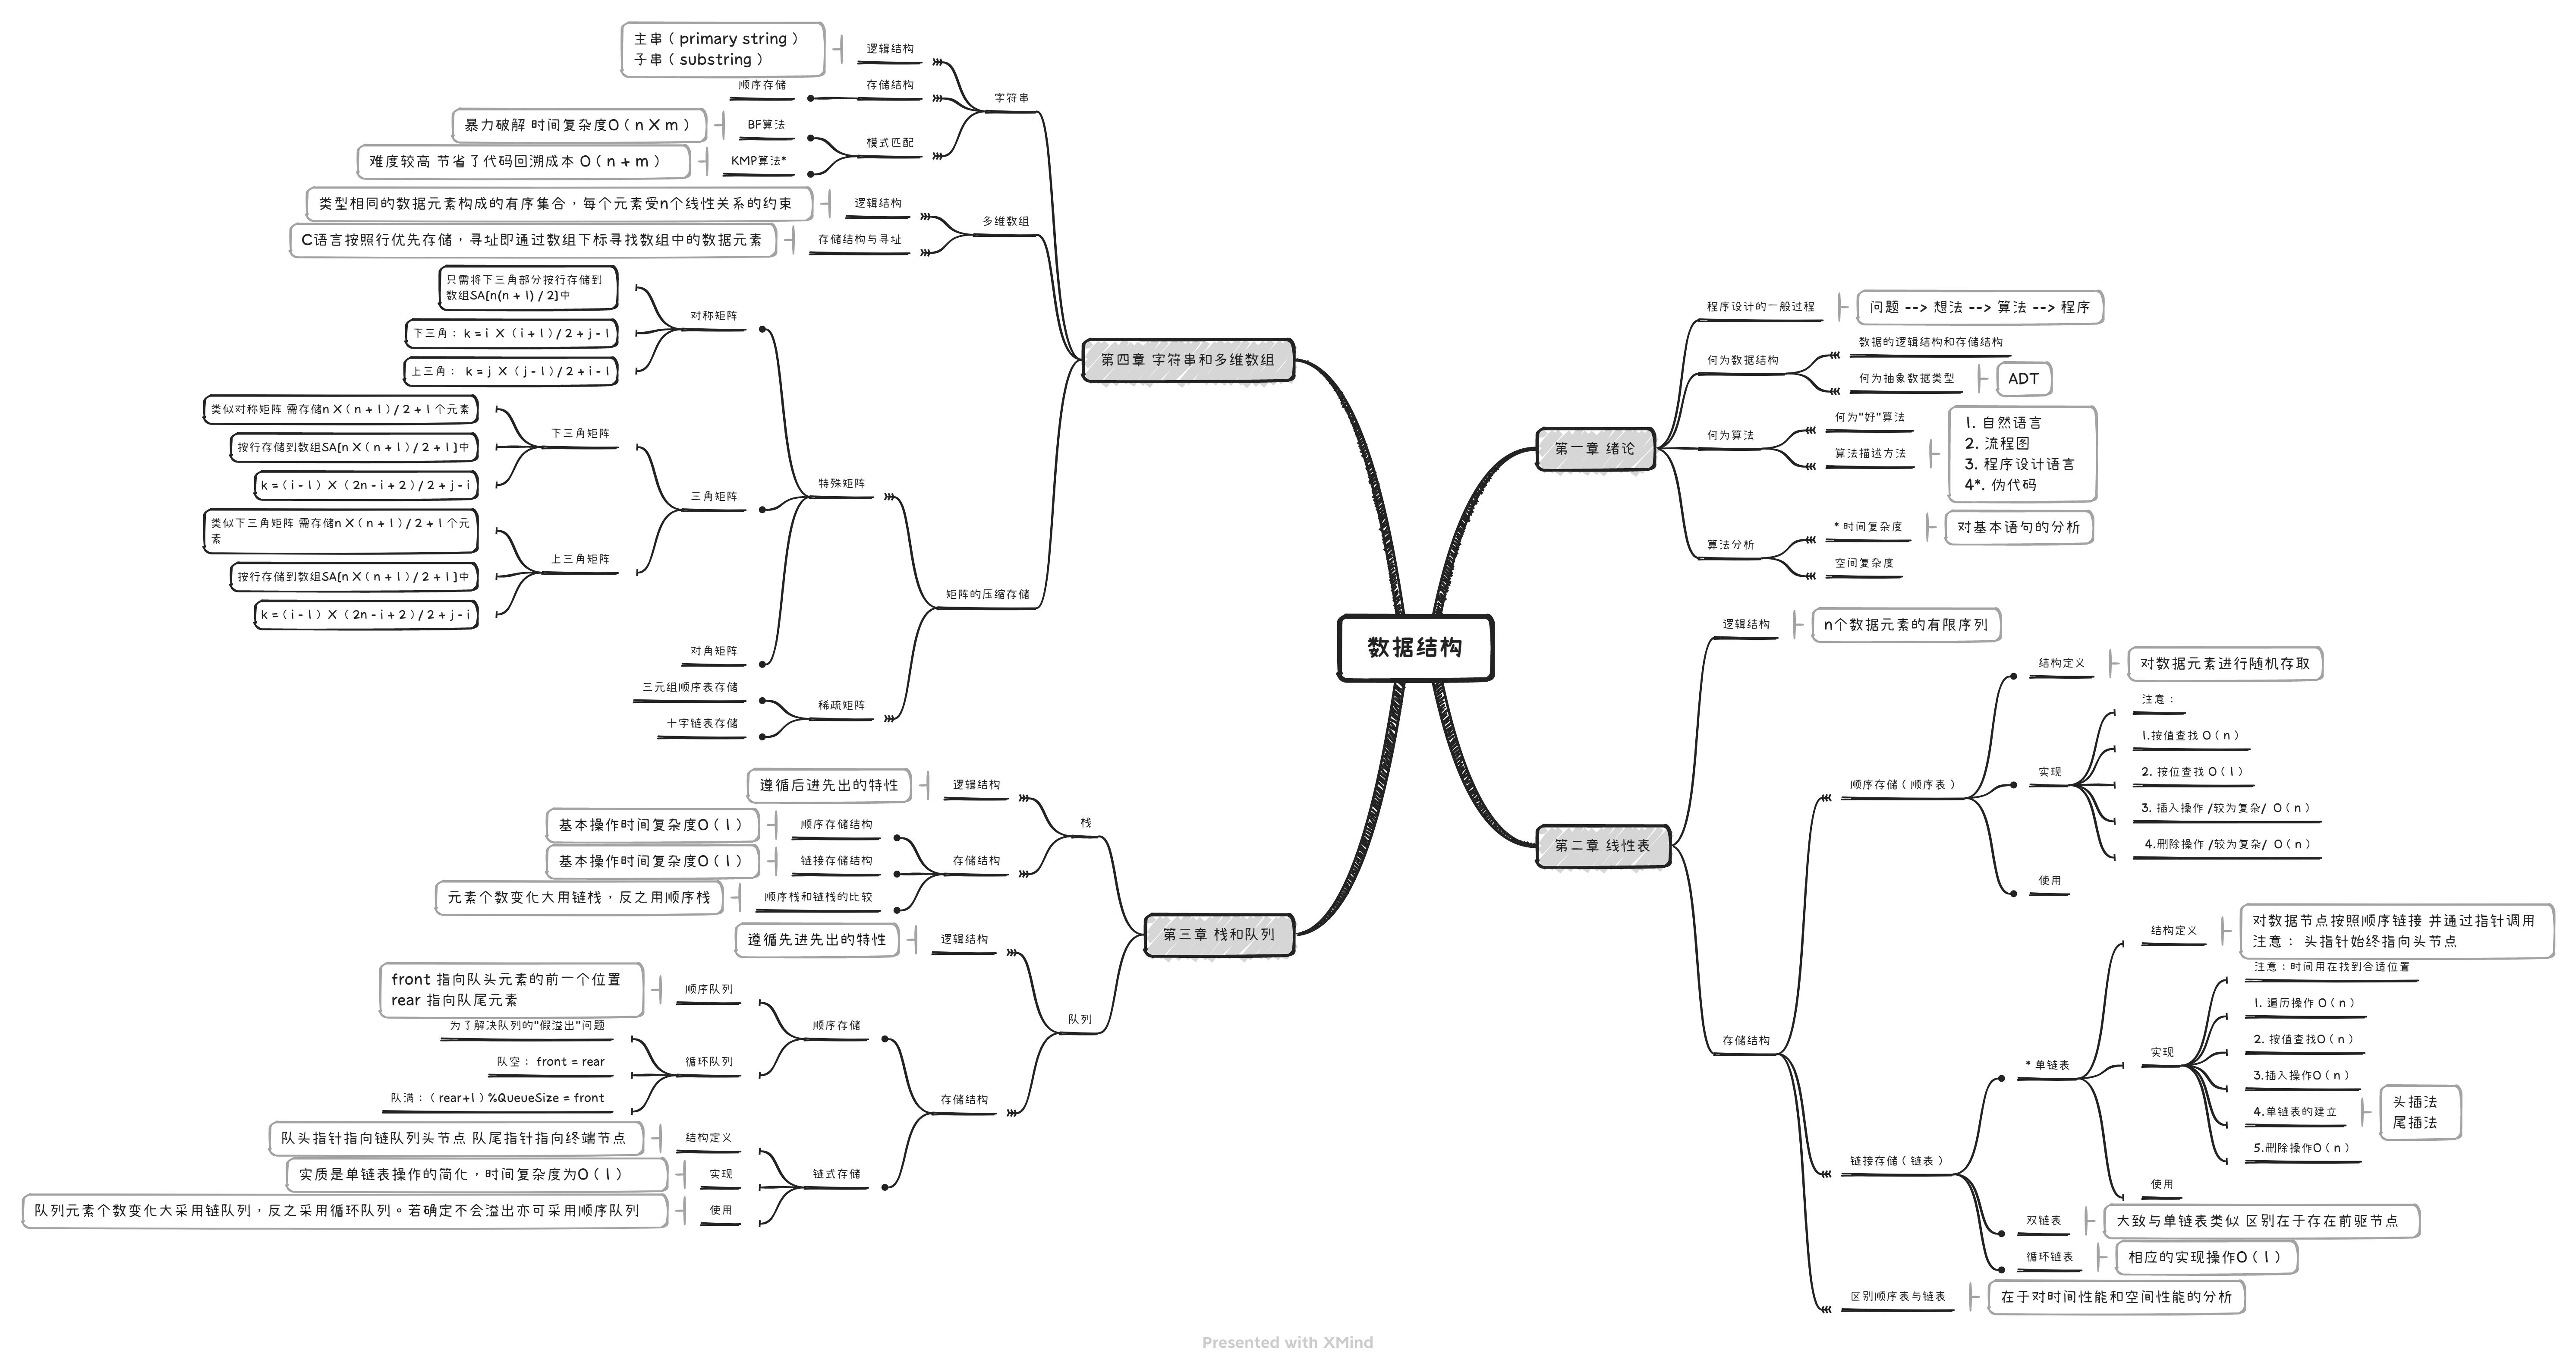 数据结构
第一章 绪论
程序设计的一般过程
问题 --> 想法 --> 算法 --> 程序
何为数据结构
数据的逻辑结构和存储结构
何为抽象数据类型
ADT
何为算法
何为"好"算法
算法描述方法
1. 自然语言
2. 流程图
3. 程序设计语言
4*. 伪代码
算法分析
* 时间复杂度
对基本语句的分析
空间复杂度
第二章 线性表
逻辑结构
n个数据元素的有限序列
存储结构
顺序存储（顺序表）
结构定义
对数据元素进行随机存取
实现
注意：
1.按值查找 O（n）
2. 按位查找 O（1）
3. 插入操作 /较为复杂/ O（n）
4.删除操作 /较为复杂/ O（n）
使用
链接存储（链表）
* 单链表
结构定义
对数据节点按照顺序链接 并通过指针调用
注意： 头指针始终指向头节点
实现
注意：时间用在找到合适位置
1. 遍历操作 O（n）
2. 按值查找O（n）
3.插入操作O（n）
4.单链表的建立
头插法
尾插法
5.删除操作O（n）
使用
双链表
大致与单链表类似 区别在于存在前驱节点
循环链表
相应的实现操作O（1）
区别顺序表与链表
在于对时间性能和空间性能的分析
第三章 栈和队列
栈
逻辑结构
遵循后进先出的特性
存储结构
顺序存储结构
基本操作时间复杂度O（1）
链接存储结构
基本操作时间复杂度O（1）
顺序栈和链栈的比较
元素个数变化大用链栈，反之用顺序栈
队列
逻辑结构
遵循先进先出的特性
存储结构
顺序存储
顺序队列
front 指向队头元素的前一个位置
rear 指向队尾元素
循环队列
为了解决队列的"假溢出"问题
队空： front = rear
队满：（rear+1）%QueueSize = front
链式存储
结构定义
队头指针指向链队列头节点 队尾指针指向终端节点
实现
实质是单链表操作的简化，时间复杂度为O（1）
使用
队列元素个数变化大采用链队列，反之采用循环队列。若确定不会溢出亦可采用顺序队列
第四章 字符串和多维数组
字符串
逻辑结构
主串（primary string）
子串（substring）
存储结构
顺序存储
模式匹配
BF算法
暴力破解 时间复杂度O（n X m）
KMP算法*
难度较高 节省了代码回溯成本 O（n + m）
多维数组
逻辑结构
类型相同的数据元素构成的有序集合，每个元素受n个线性关系的约束
存储结构与寻址
C语言按照行优先存储，寻址即通过数组下标寻找数组中的数据元素
矩阵的压缩存储
特殊矩阵
对称矩阵
只需将下三角部分按行存储到
数组SA[n(n + 1) / 2]中
下三角： k = i X（i + 1）/ 2 + j - 1
上三角： k = j X（j - 1）/ 2 + i - 1
三角矩阵
下三角矩阵
类似对称矩阵 需存储n X（n + 1）/ 2 + 1 个元素
按行存储到数组SA[n X（n + 1）/ 2 + 1]中
k =（i - 1）X（2n - i + 2）/ 2 + j - i
上三角矩阵
类似下三角矩阵 需存储n X（n + 1）/ 2 + 1 个元
素
按行存储到数组SA[n X（n + 1）/ 2 + 1]中
k =（i - 1）X（2n - i + 2）/ 2 + j - i
对角矩阵
稀疏矩阵
三元组顺序表存储
十字链表存储
Presented with XMind